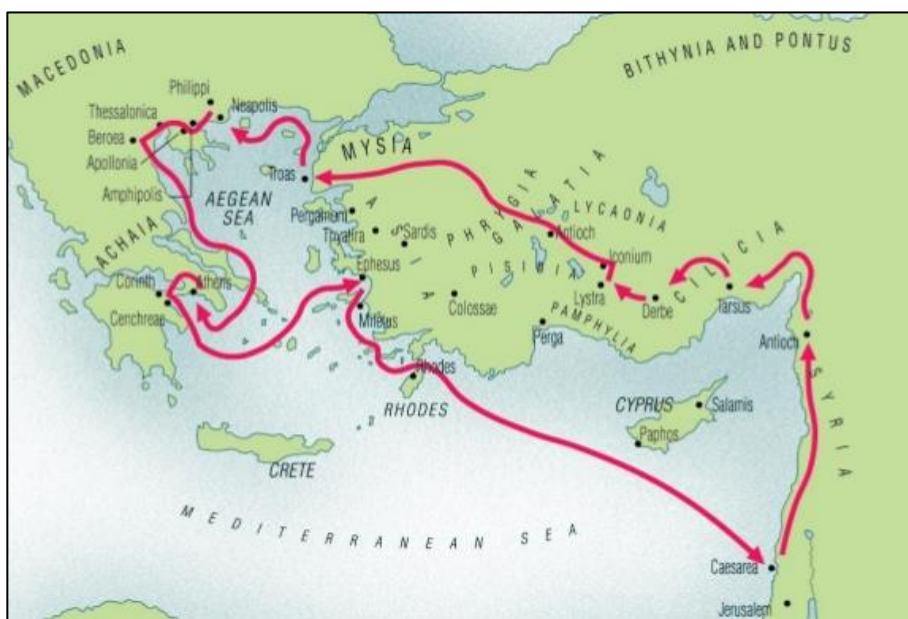 MACEDONIA
BITHYNIA AND PONTUS
Philippi
Neapolis
Thessalonica
Beroea
Apollonia
Amphipolis
MYSIA
Troas
AEGEAN
SEA
PHRYGIA
GALATIA
LYCAONIA
Pergamum
Thyatira
Sardis
ASIA
Antioch
Iconium
CILICIA
ACHAIA
Ephesus
PISIDIA
Corinth
Athens
Lystra
Derbe
Tarsus
Cenchreae
Miletus
Colossae
PAMPHYLIA
Perga
Antioch
Rhodes
RHODES
CYPRUS
Salamis
SYRIA
Paphos
CRETE
MEDITERRANEAN SEA
Caesarea
Jerusalem